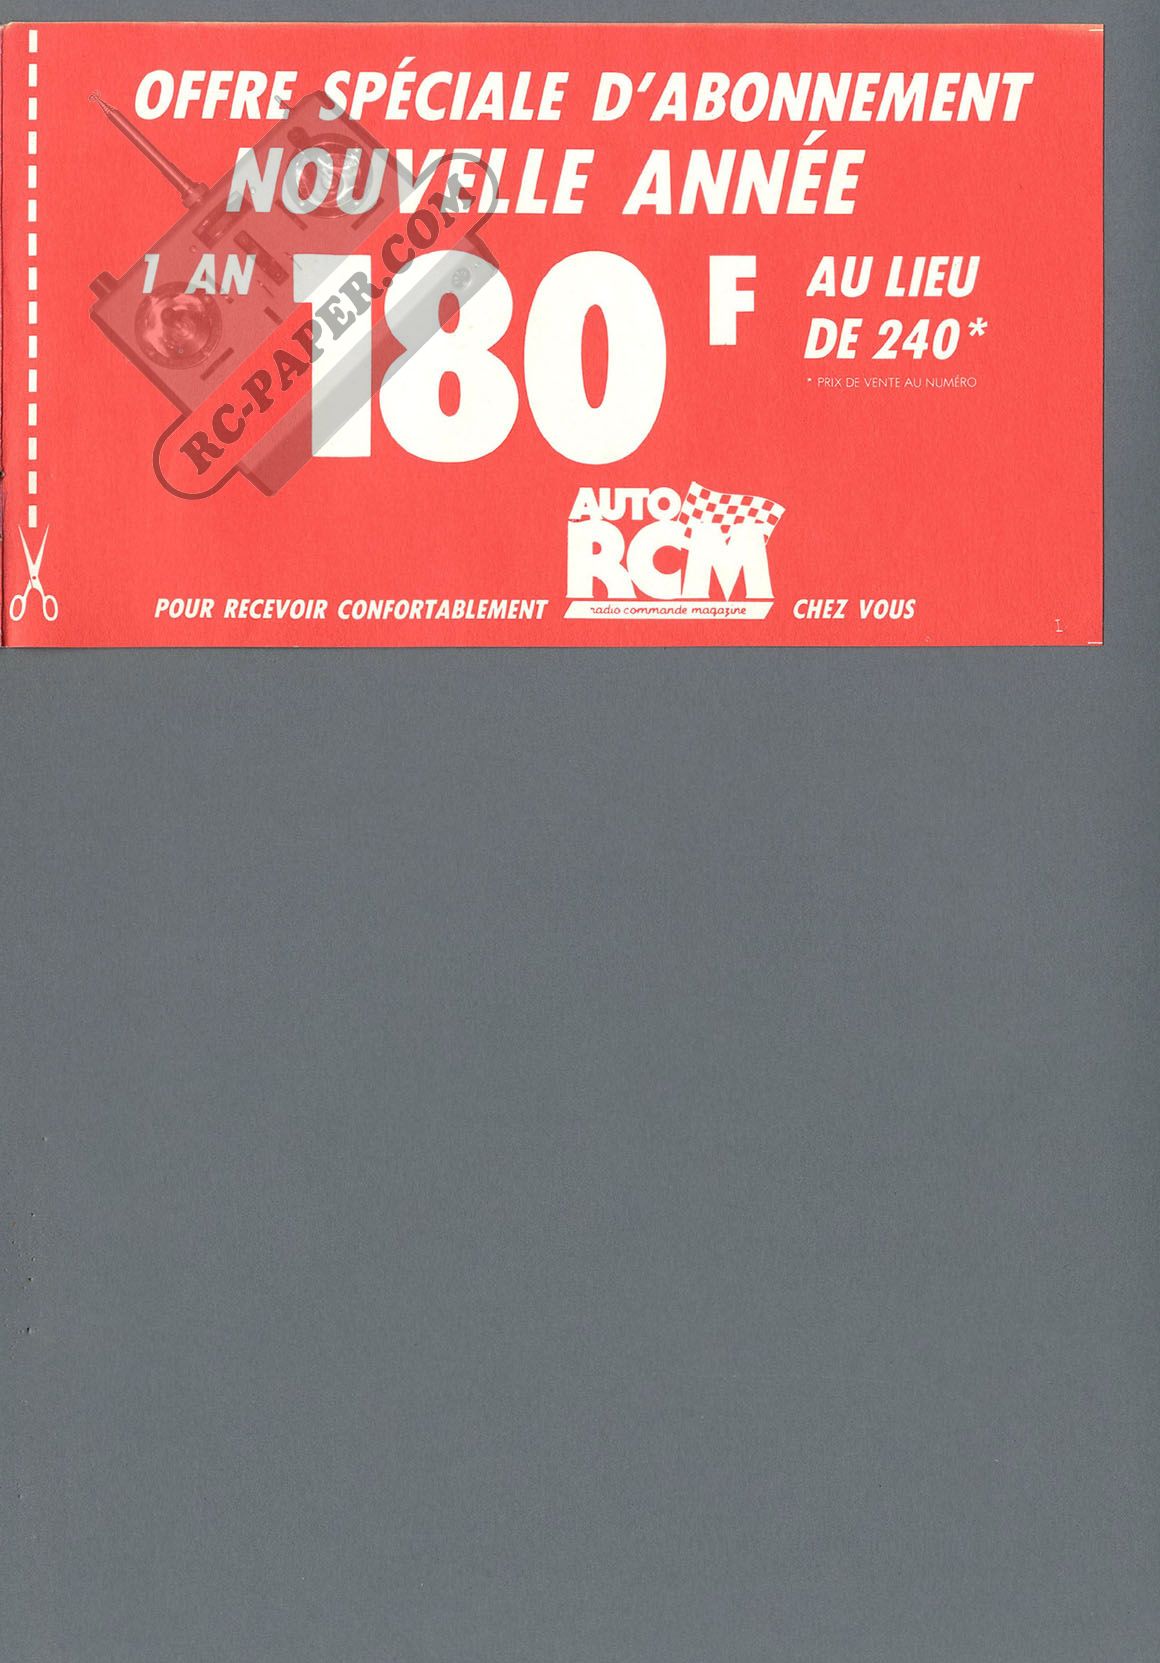 OFFRE SPÉCIALE D'ABONNEMENT
NOUVELLE ANNÉE
1 AN 180 F AU LIEU
DE 240*
* PRIX DE VENTE AU NUMÉRO
RC-PAPER.COM
AUTO
RCM
radio commande magazine
POUR RECEVOIR CONFORTABLEMENT CHEZ VOUS
1